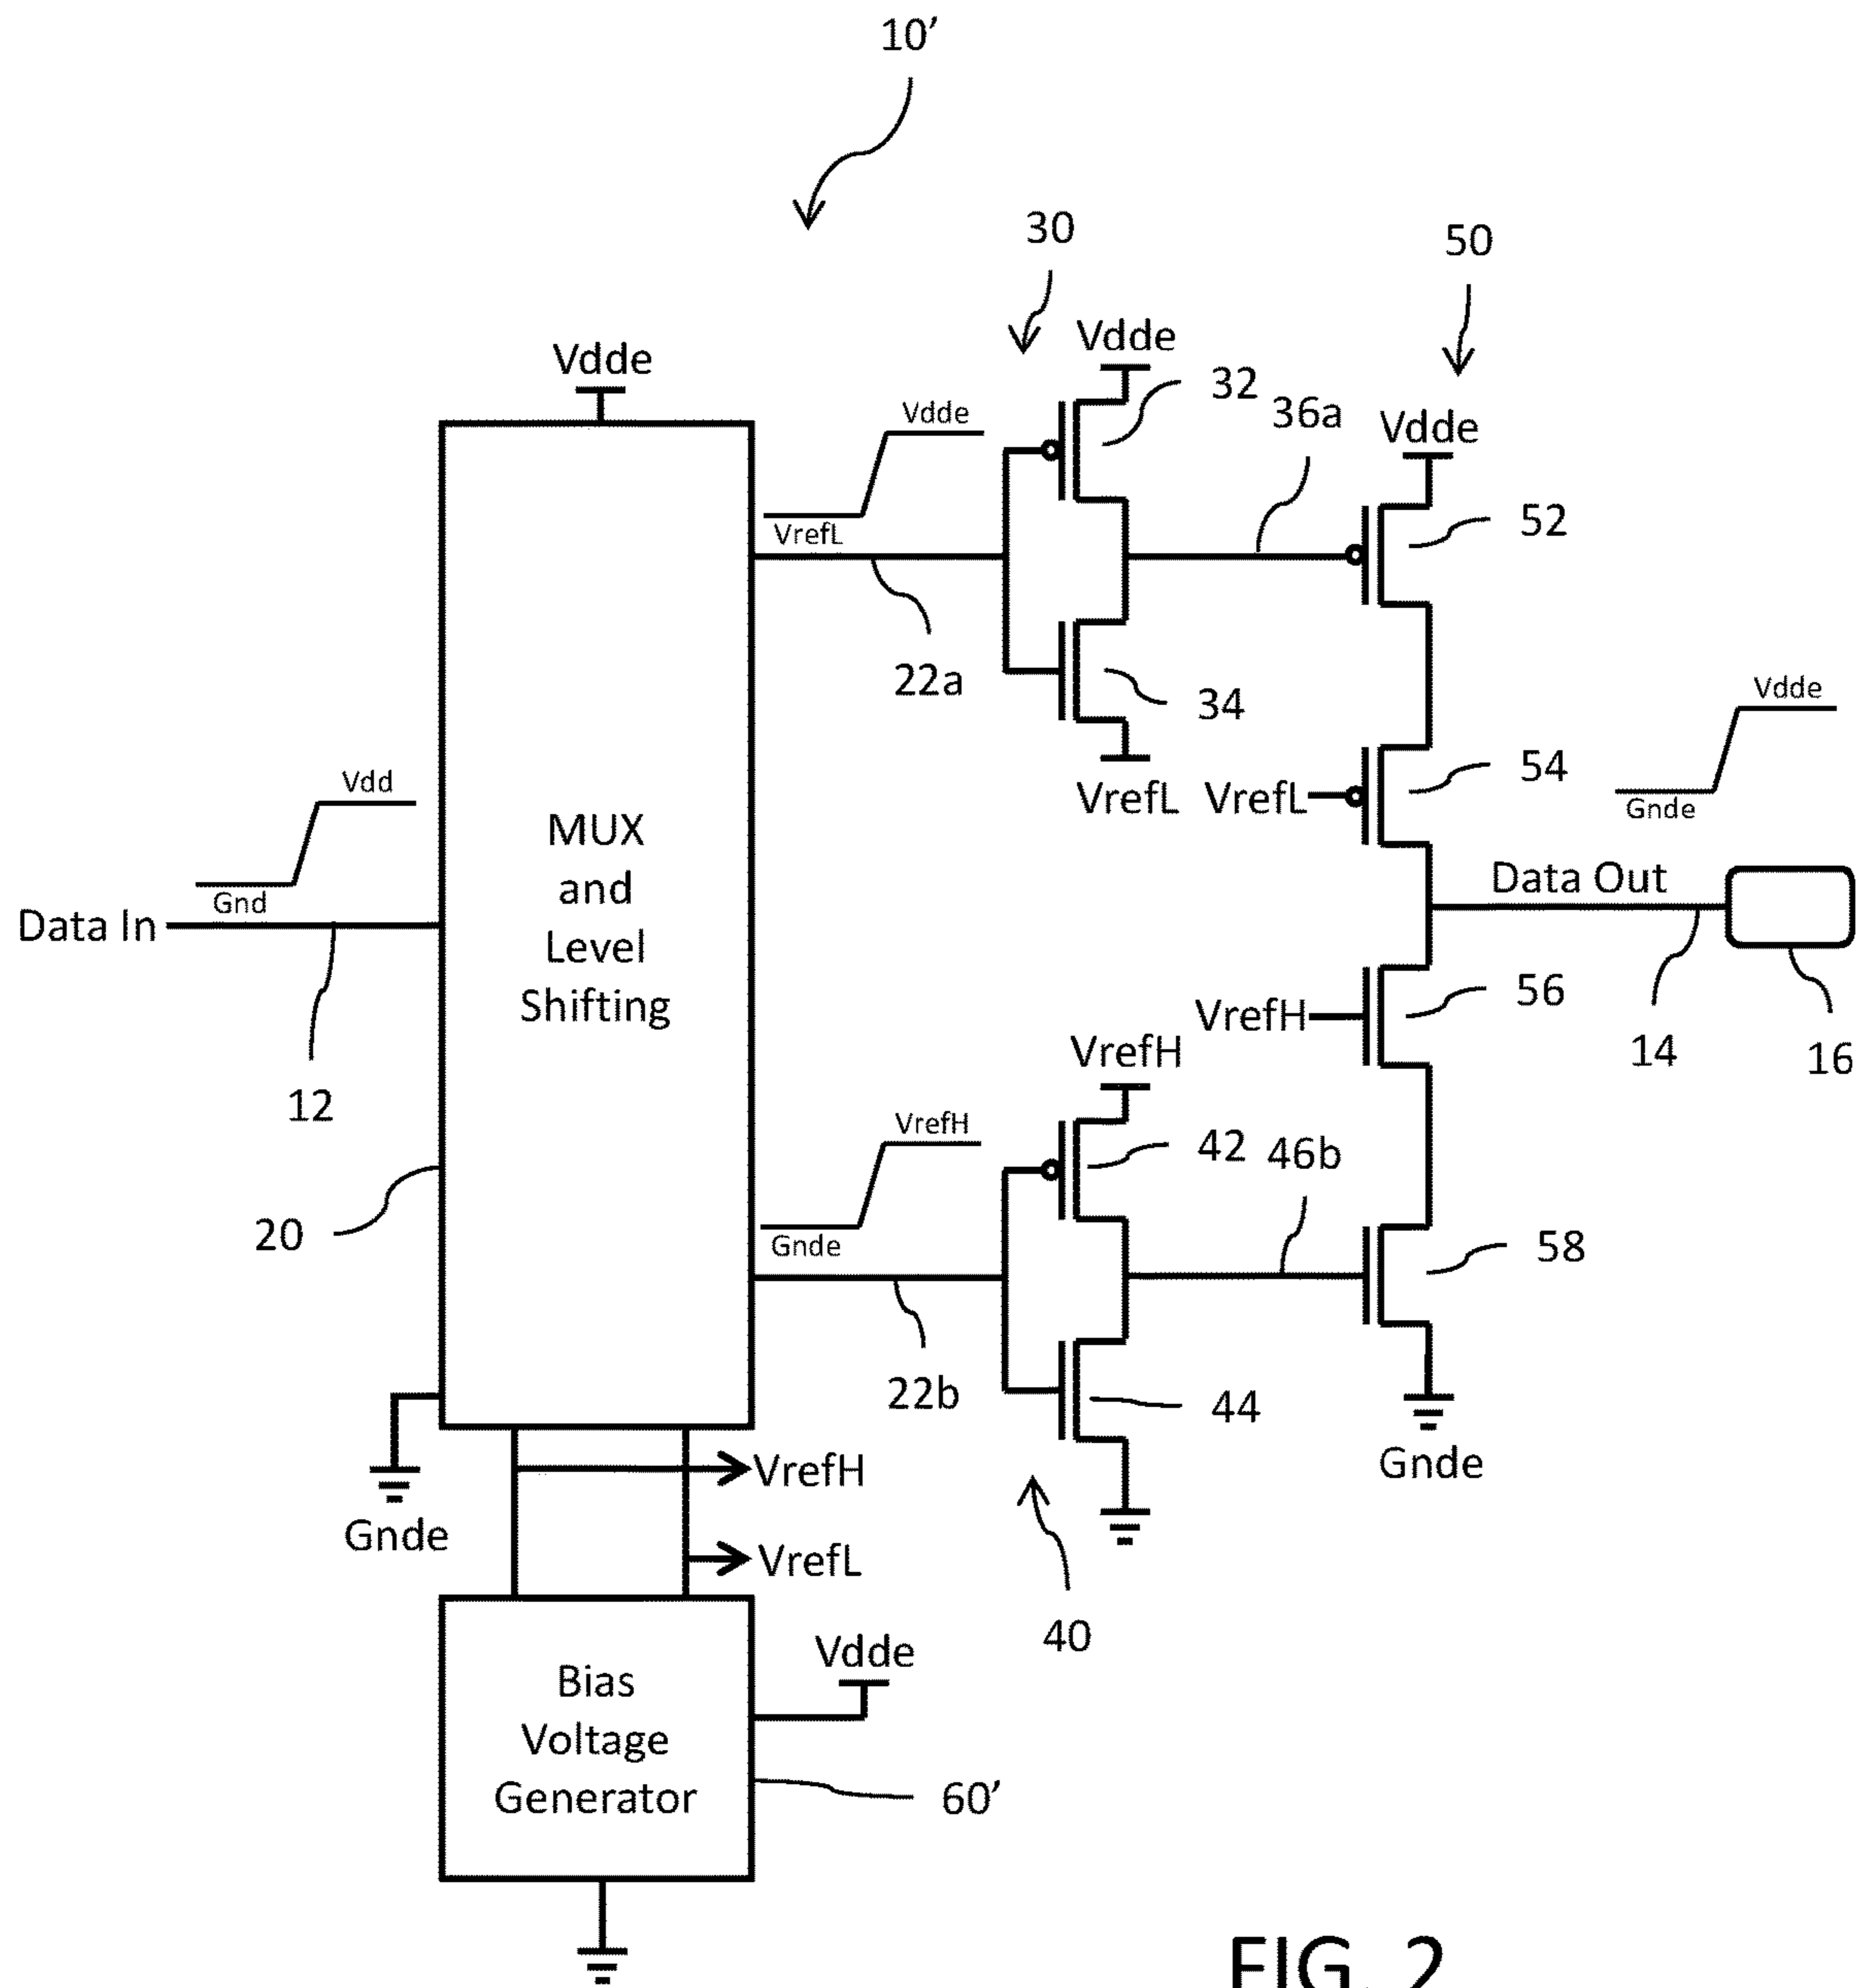 10’
30
50
Vdde
Vdde
32
36a
Vdde
Vdde
Vdde
52
VrefL
22a
34
Vdde
54
VrefL
VrefL
Gnde
Vdd
MUX
and
Level
Shifting
Gnd
Data In
Data Out
12
VrefH
56
14
16
VrefH
VrefH
42
46b
20
Gnde
58
22b
44
Gnde
VrefH
Gnde
VrefL
40
Vdde
Bias
Voltage
Generator
60’
FIG. 2